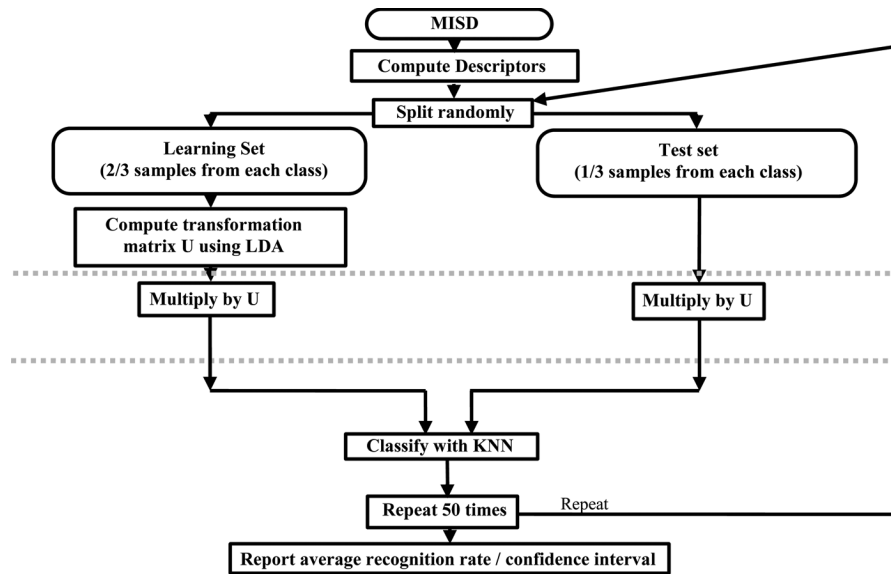 MISD
Compute Descriptors
Split randomly
Learning Set
(2/3 samples from each class)
Test set
(1/3 samples from each class)
Compute transformation
matrix U using LDA
Multiply by U
Multiply by U
Classify with KNN
Repeat 50 times
Repeat
Report average recognition rate / confidence interval